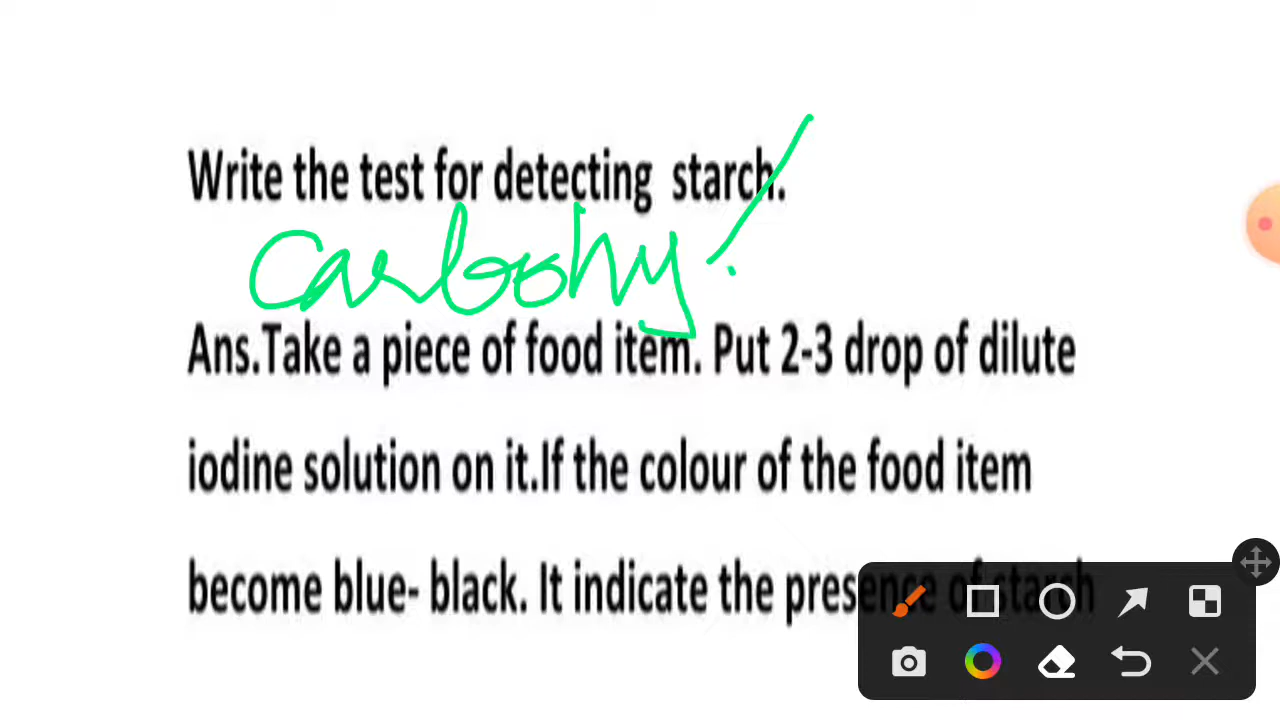 Write the test for detecting starch.
Carbohy
Ans.Take a piece of food item. Put 2-3 drop of dilute
iodine solution on it.If the colour of the food item
become blue- black. It indicate the presence of starch